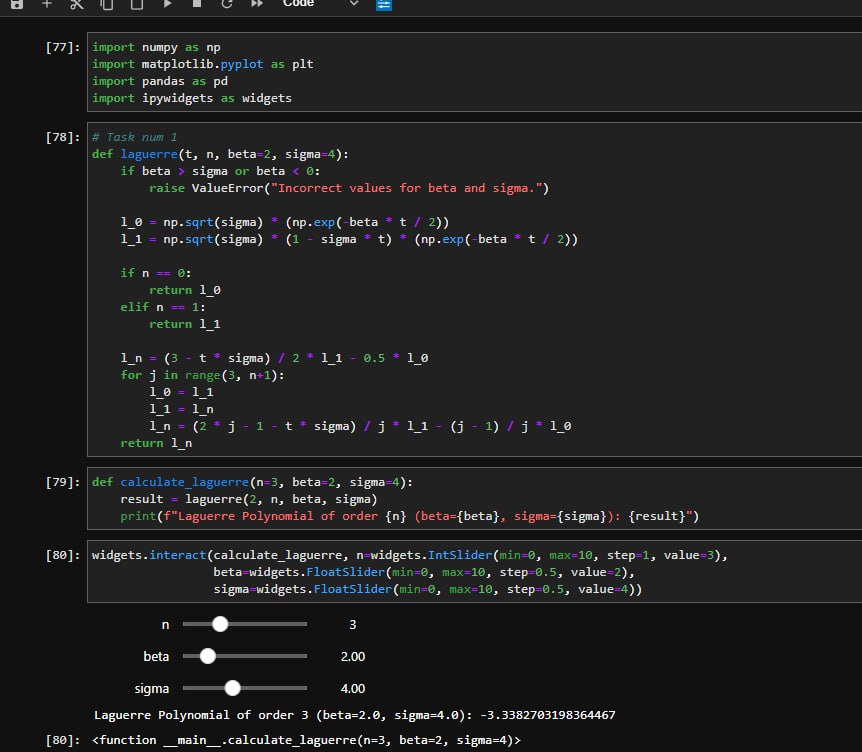 Code
[77]:
import numpy as np
import matplotlib.pyplot as plt
import pandas as pd
import ipywidgets as widgets
[78]:
# Task num 1
def laguerre(t, n, beta=2, sigma=4):
    if beta > sigma or beta < 0:
        raise ValueError("Incorrect values for beta and sigma.")
    l_0 = np.sqrt(sigma) * (np.exp(-beta * t / 2))
    l_1 = np.sqrt(sigma) * (1 - sigma * t) * (np.exp(-beta * t / 2))
    if n == 0:
        return l_0
    elif n == 1:
        return l_1
    l_n = (3 - t * sigma) / 2 * l_1 - 0.5 * l_0
    for j in range(3, n+1):
        l_0 = l_1
        l_1 = l_n
        l_n = (2 * j - 1 - t * sigma) / j * l_1 - (j - 1) / j * l_0
    return l_n
[79]:
def calculate_laguerre(n=3, beta=2, sigma=4):
    result = laguerre(2, n, beta, sigma)
    print(f"Laguerre Polynomial of order {n} (beta={beta}, sigma={sigma}): {result}")
[80]:
widgets.interact(calculate_laguerre, n=widgets.IntSlider(min=0, max=10, step=1, value=3),
                 beta=widgets.FloatSlider(min=0, max=10, step=0.5, value=2),
                 sigma=widgets.FloatSlider(min=0, max=10, step=0.5, value=4))
n 3
beta 2.00
sigma 4.00
Laguerre Polynomial of order 3 (beta=2.0, sigma=4.0): -3.3382703198364467
[80]: <function __main__.calculate_laguerre(n=3, beta=2, sigma=4)>